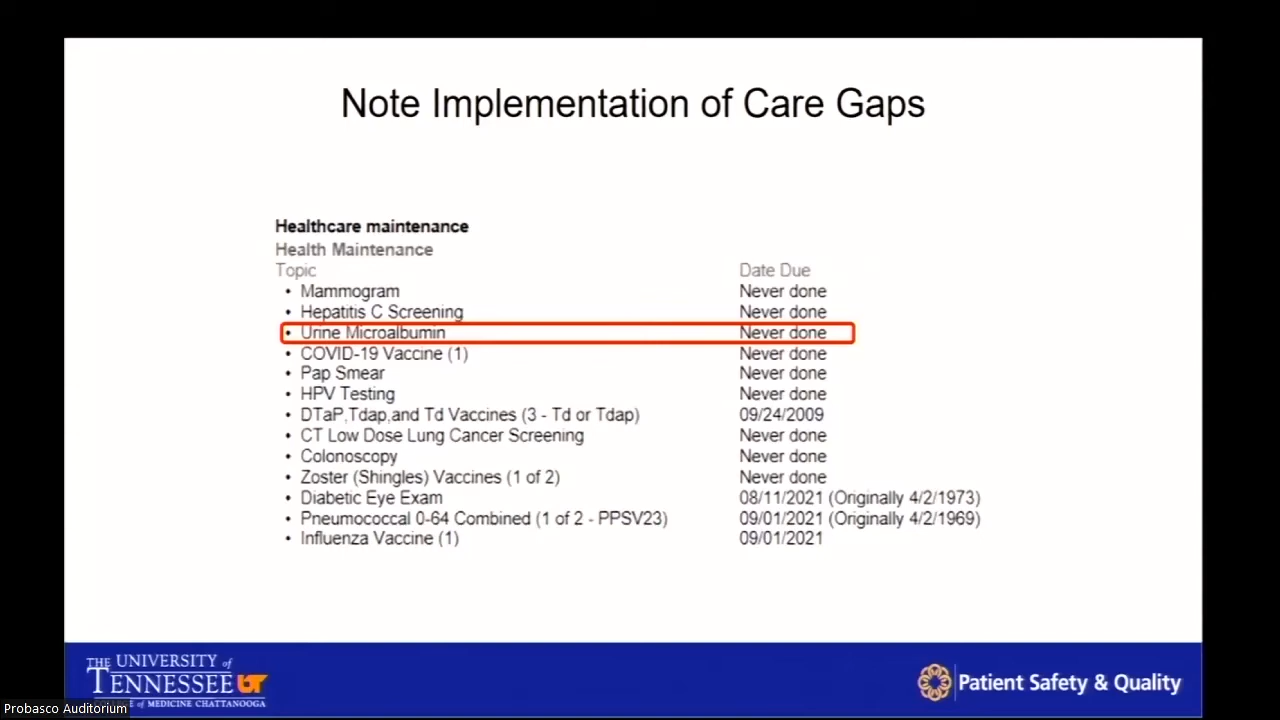 Note Implementation of Care Gaps
Healthcare maintenance
Health Maintenance
Topic Date Due
• Mammogram Never done
• Hepatitis C Screening Never done
• Urine Microalbumin Never done
• COVID-19 Vaccine (1) Never done
• Pap Smear Never done
• HPV Testing Never done
• DTaP,Tdap,and Td Vaccines (3 - Td or Tdap) 09/24/2009
• CT Low Dose Lung Cancer Screening Never done
• Colonoscopy Never done
• Zoster (Shingles) Vaccines (1 of 2) Never done
• Diabetic Eye Exam 08/11/2021 (Originally 4/2/1973)
• Pneumococcal 0-64 Combined (1 of 2 - PPSV23) 09/01/2021 (Originally 4/2/1969)
• Influenza Vaccine (1) 09/01/2021
THE UNIVERSITY of
TENNESSEE UT
of MEDICINE CHATTANOOGA
Patient Safety & Quality
Probasco Auditorium